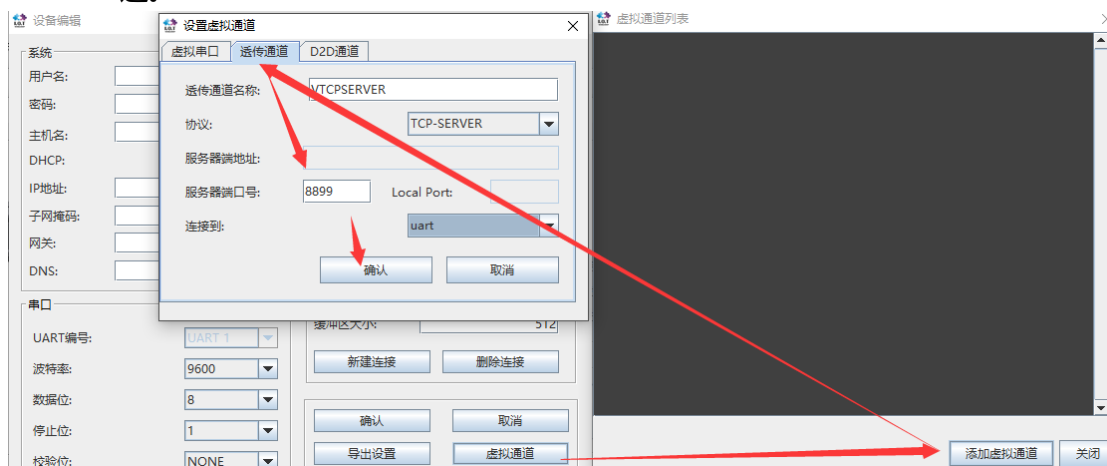 设备编辑
系统
用户名:
密码:
主机名:
DHCP:
IP地址:
子网掩码:
网关:
DNS:
串口
UART编号:
UART 1
波特率:
9600
数据位:
8
停止位:
1
校验位:
NONE
设置虚拟通道
虚拟串口 透传通道 D2D通道
透传通道名称:
VTCPSERVER
协议:
TCP-SERVER
服务器端地址:
服务器端口号:
8899
Local Port:
连接到:
uart
确认 取消
缓冲区大小:
512
新建连接 删除连接
确认 取消
导出设置 虚拟通道
虚拟通道列表
添加虚拟通道 关闭